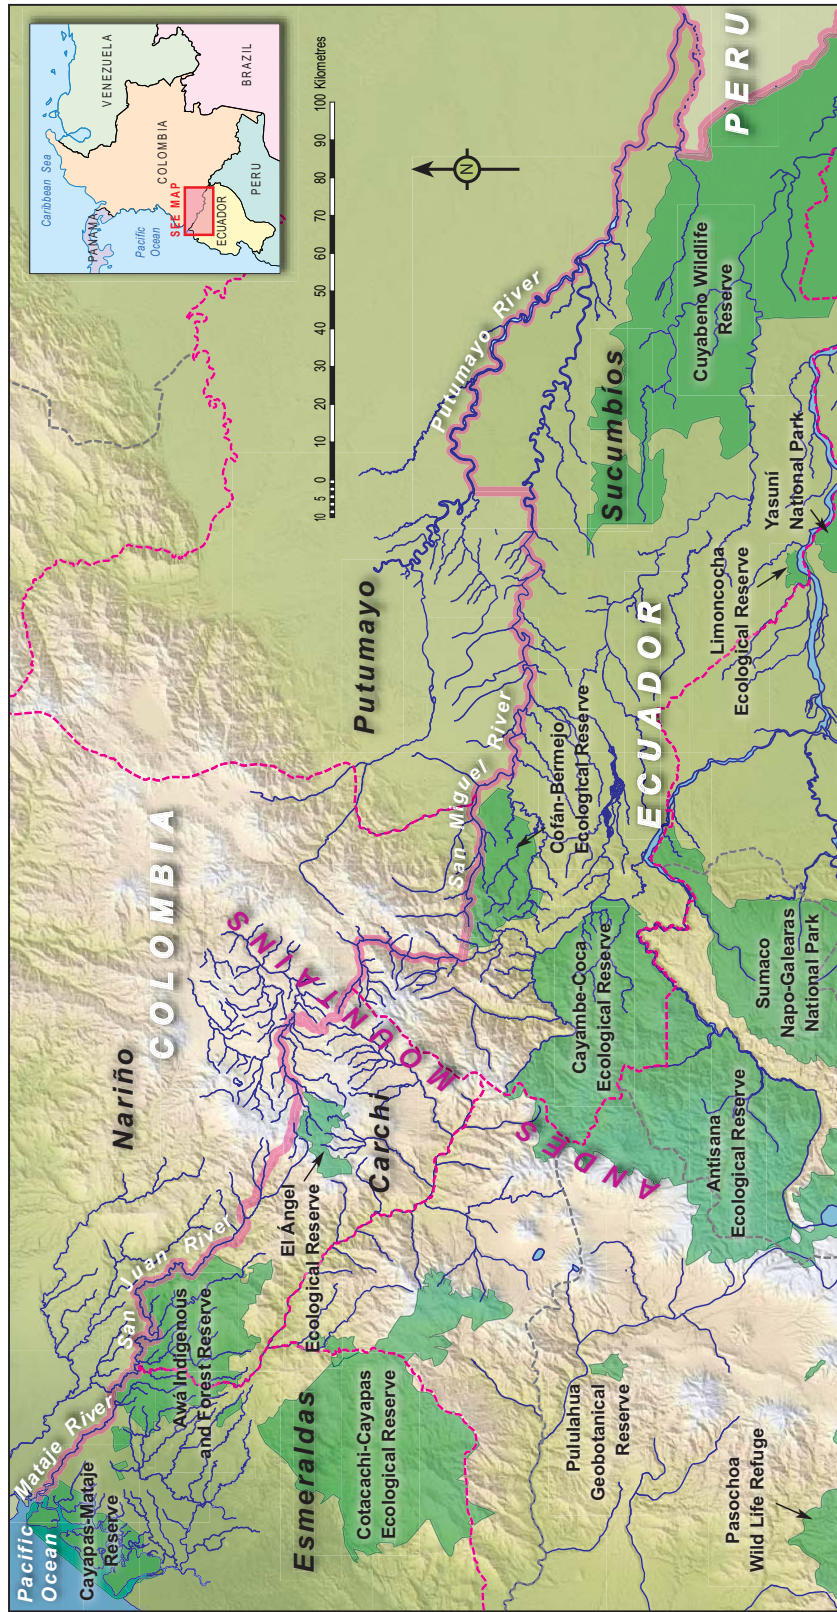 Pacific
Ocean
Mataje River
Cayapas-Mataje
Reserve
San Juan River
Awá Indigenous
and Forest Reserve
Esmeraldas
Cotacachi-Cayapas
Ecological Reserve
El Ángel
Ecological Reserve
Nariño
Carchi
COLOMBIA
ANDES MOUNTAINS
Pululahua
Geobotanical
Reserve
Pasochoa
Wild Life Refuge
Antisana
Ecological Reserve
Cayambe-Coca
Ecological Reserve
Sumaco
Napo-Galearas
National Park
San Miguel River
Cofán-Bermejo
Ecological Reserve
Putumayo
ECUADOR
Limoncocha
Ecological Reserve
Yasuní
National Park
Sucumbíos
Putumayo River
Cuyabeno Wildlife
Reserve
PERU
N
10 5 0 10 20 30 40 50 60 70 80 90 100 Kilometres
Caribbean Sea
PANAMA
VENEZUELA
Pacific
Ocean
COLOMBIA
SEE MAP
ECUADOR
PERU
BRAZIL